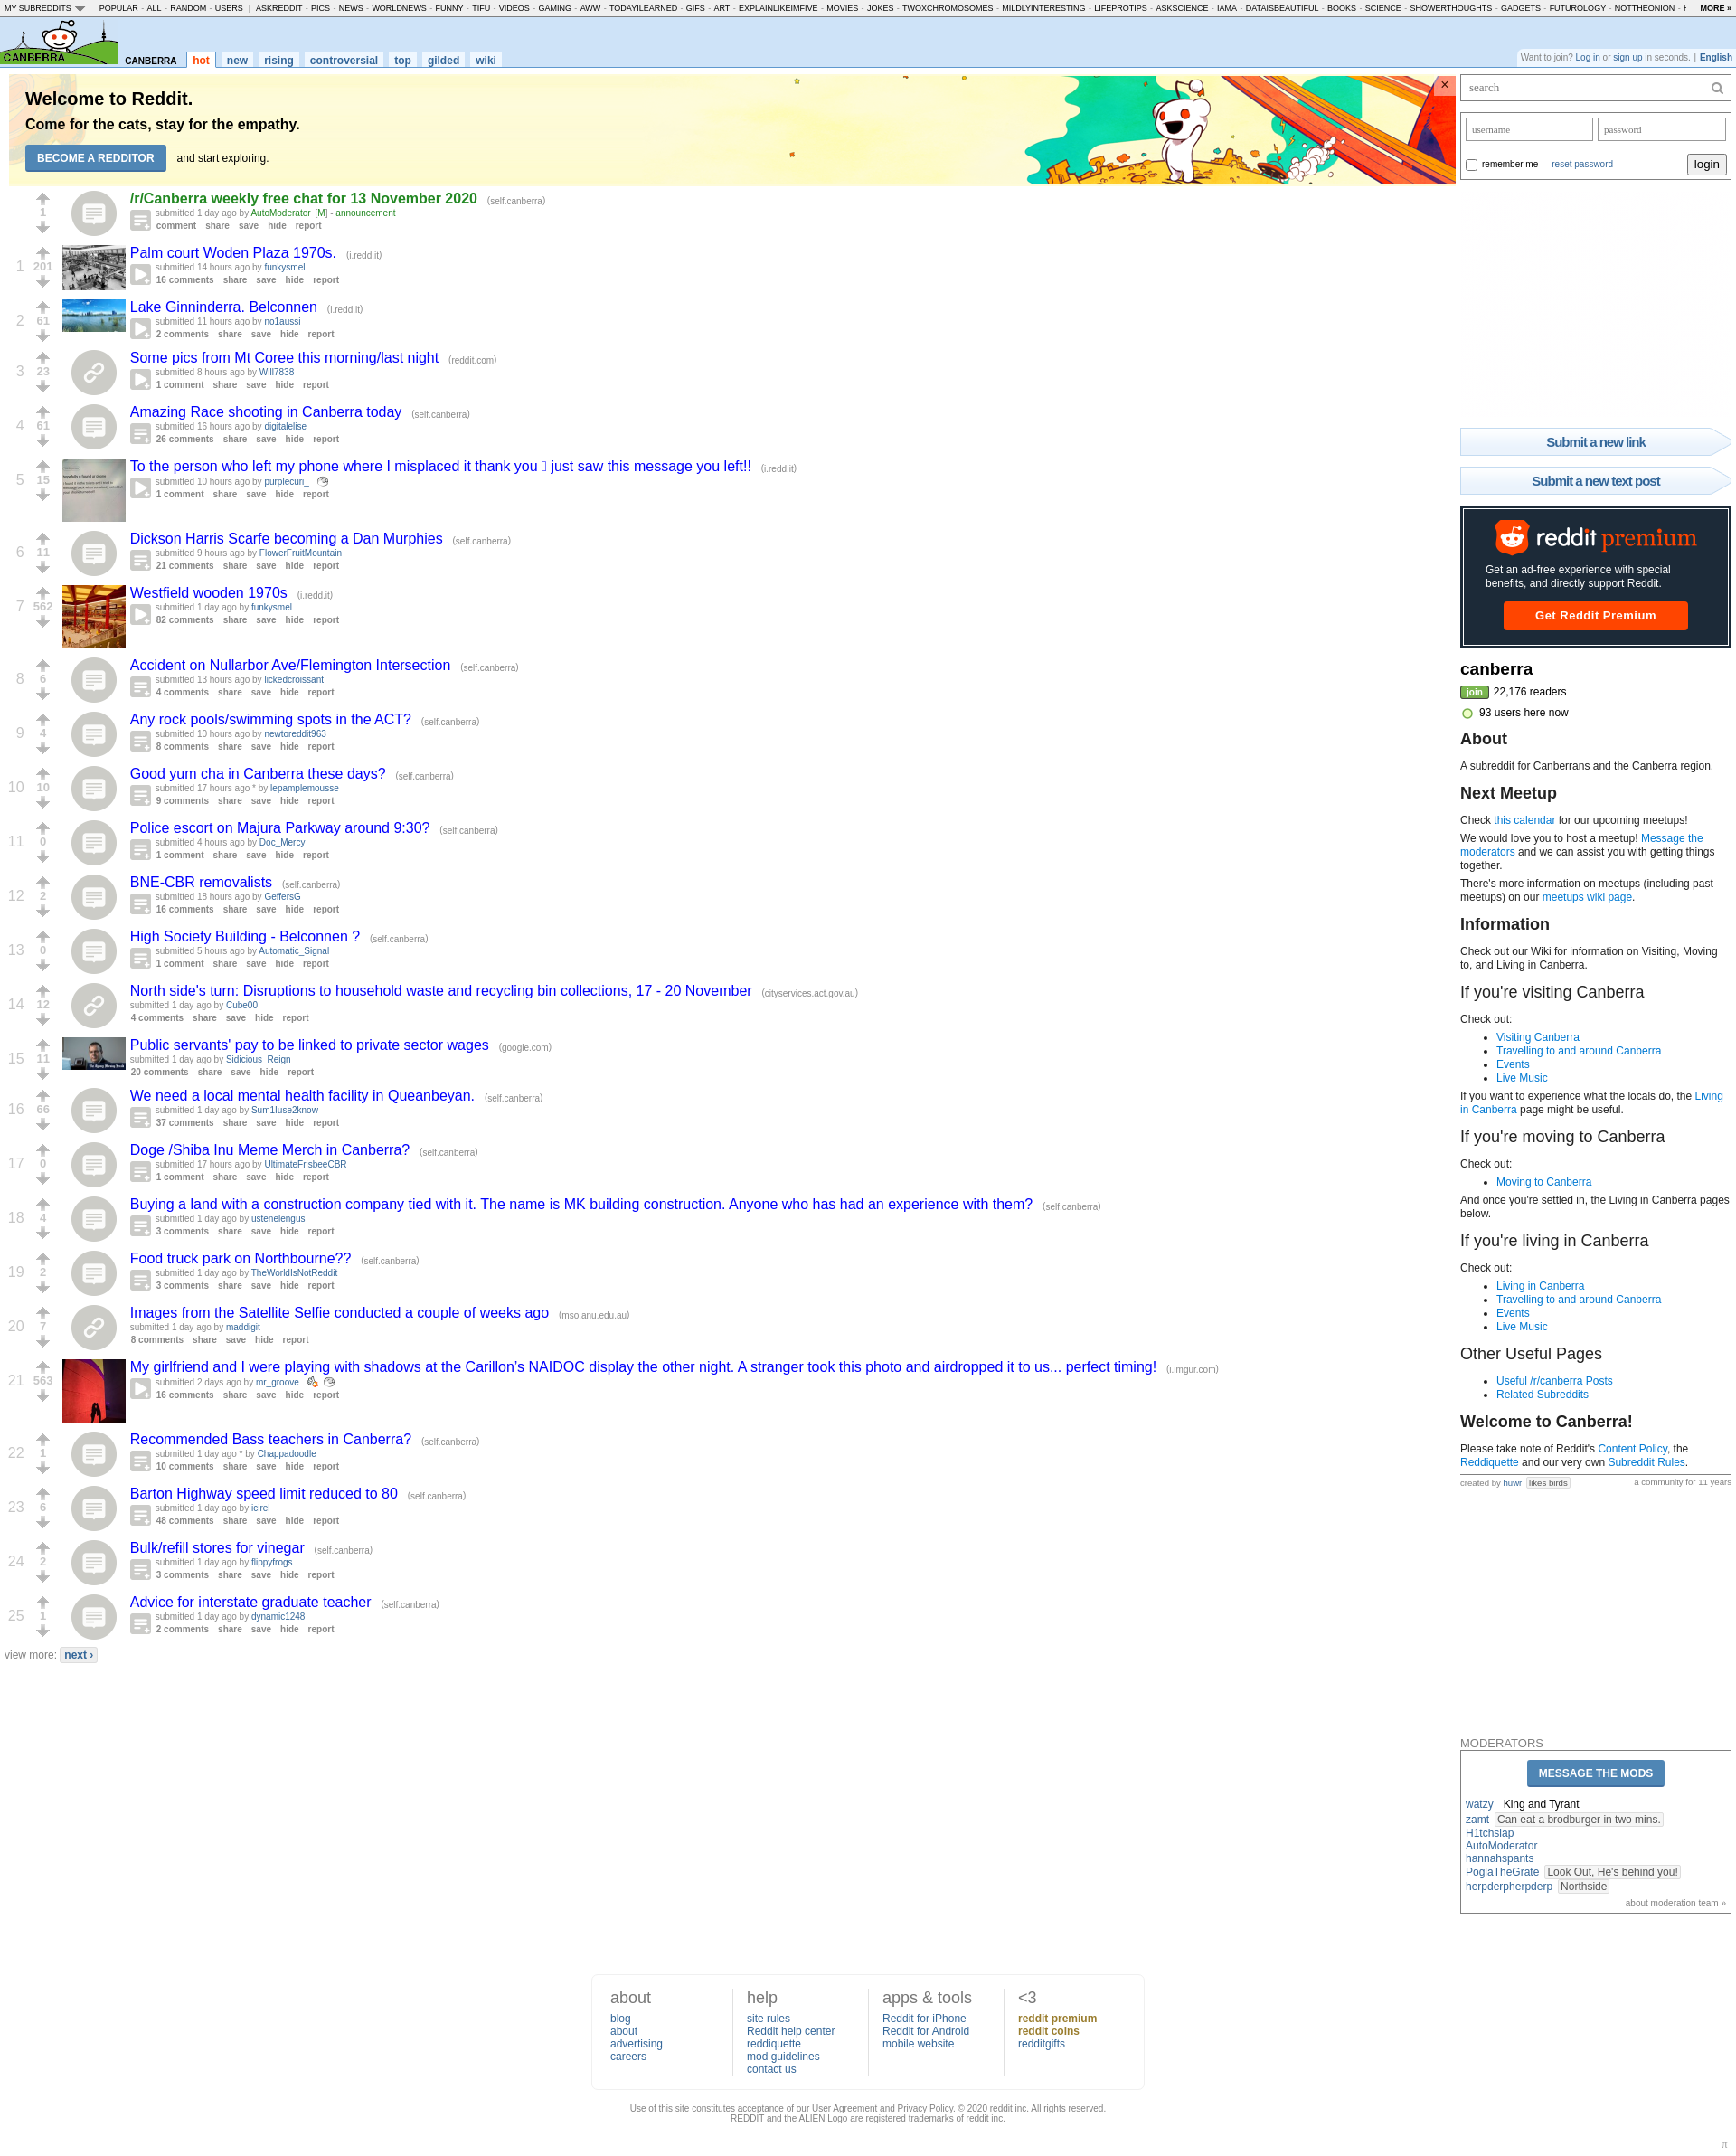 MY SUBREDDITS POPULAR - ALL - RANDOM - USERS | ASKREDDIT - PICS - NEWS - WORLDNEWS - FUNNY - TIFU - VIDEOS - GAMING - AWW - TODAYILEARNED - GIFS - ART - EXPLAINLIKEIMFIVE - MOVIES - JOKES - TWOXCHROMOSOMES - MILDLYINTERESTING - LIFEPROTIPS - ASKSCIENCE - IAMA - DATAISBEAUTIFUL - BOOKS - SCIENCE - SHOWERTHOUGHTS - GADGETS - FUTUROLOGY - NOTTHEONION - MORE »
CANBERRA CANBERRA hot new rising controversial top gilded wiki
Want to join? Log in or sign up in seconds. | English
Welcome to Reddit.
Come for the cats, stay for the empathy.
BECOME A REDDITOR and start exploring.
×
/r/Canberra weekly free chat for 13 November 2020 (self.canberra)
1 submitted 1 day ago by AutoModerator [M] - announcement
comment share save hide report
Palm court Woden Plaza 1970s. (i.redd.it)
1 201 submitted 14 hours ago by funkysmel
16 comments share save hide report
Lake Ginninderra. Belconnen (i.redd.it)
2 61 submitted 11 hours ago by no1aussi
2 comments share save hide report
Some pics from Mt Coree this morning/last night (reddit.com)
3 23 submitted 8 hours ago by Will7838
1 comment share save hide report
Amazing Race shooting in Canberra today (self.canberra)
4 61 submitted 16 hours ago by digitalelise
26 comments share save hide report
To the person who left my phone where I misplaced it thank you ▯ just saw this message you left!! (i.redd.it)
5 15 submitted 10 hours ago by purplecuri_
1 comment share save hide report
Dickson Harris Scarfe becoming a Dan Murphies (self.canberra)
6 11 submitted 9 hours ago by FlowerFruitMountain
21 comments share save hide report
Westfield wooden 1970s (i.redd.it)
7 562 submitted 1 day ago by funkysmel
82 comments share save hide report
Accident on Nullarbor Ave/Flemington Intersection (self.canberra)
8 6 submitted 13 hours ago by lickedcroissant
4 comments share save hide report
Any rock pools/swimming spots in the ACT? (self.canberra)
9 4 submitted 10 hours ago by newtoreddit963
8 comments share save hide report
Good yum cha in Canberra these days? (self.canberra)
10 10 submitted 17 hours ago * by lepamplemousse
9 comments share save hide report
Police escort on Majura Parkway around 9:30? (self.canberra)
11 0 submitted 4 hours ago by Doc_Mercy
1 comment share save hide report
BNE-CBR removalists (self.canberra)
12 2 submitted 18 hours ago by GeffersG
16 comments share save hide report
High Society Building - Belconnen ? (self.canberra)
13 0 submitted 5 hours ago by Automatic_Signal
1 comment share save hide report
North side's turn: Disruptions to household waste and recycling bin collections, 17 - 20 November (cityservices.act.gov.au)
14 12 submitted 1 day ago by Cube00
4 comments share save hide report
Public servants' pay to be linked to private sector wages (google.com)
15 11 submitted 1 day ago by Sidicious_Reign
20 comments share save hide report
We need a local mental health facility in Queanbeyan. (self.canberra)
16 66 submitted 1 day ago by Sum1Iuse2know
37 comments share save hide report
Doge /Shiba Inu Meme Merch in Canberra? (self.canberra)
17 0 submitted 17 hours ago by UltimateFrisbeeCBR
1 comment share save hide report
Buying a land with a construction company tied with it. The name is MK building construction. Anyone who has had an experience with them? (self.canberra)
18 4 submitted 1 day ago by ustenelengus
3 comments share save hide report
Food truck park on Northbourne?? (self.canberra)
19 2 submitted 1 day ago by TheWorldIsNotReddit
3 comments share save hide report
Images from the Satellite Selfie conducted a couple of weeks ago (mso.anu.edu.au)
20 7 submitted 1 day ago by maddigit
8 comments share save hide report
My girlfriend and I were playing with shadows at the Carillon's NAIDOC display the other night. A stranger took this photo and airdropped it to us... perfect timing! (i.imgur.com)
21 563 submitted 2 days ago by mr_groove
16 comments share save hide report
Recommended Bass teachers in Canberra? (self.canberra)
22 1 submitted 1 day ago * by Chappadoodle
10 comments share save hide report
Barton Highway speed limit reduced to 80 (self.canberra)
23 6 submitted 1 day ago by icirel
48 comments share save hide report
Bulk/refill stores for vinegar (self.canberra)
24 2 submitted 1 day ago by flippyfrogs
3 comments share save hide report
Advice for interstate graduate teacher (self.canberra)
25 1 submitted 1 day ago by dynamic1248
2 comments share save hide report
view more: next ›
search
username password
remember me reset password login
Submit a new link
Submit a new text post
reddit premium
Get an ad-free experience with special
benefits, and directly support Reddit.
Get Reddit Premium
canberra
join 22,176 readers
93 users here now
About
A subreddit for Canberrans and the Canberra region.
Next Meetup
Check this calendar for our upcoming meetups!
We would love you to host a meetup! Message the
moderators and we can assist you with getting things
together.
There's more information on meetups (including past
meetups) on our meetups wiki page.
Information
Check out our Wiki for information on Visiting, Moving
to, and Living in Canberra.
If you're visiting Canberra
Check out:
• Visiting Canberra
• Travelling to and around Canberra
• Events
• Live Music
If you want to experience what the locals do, the Living
in Canberra page might be useful.
If you're moving to Canberra
Check out:
• Moving to Canberra
And once you're settled in, the Living in Canberra pages
below.
If you're living in Canberra
Check out:
• Living in Canberra
• Travelling to and around Canberra
• Events
• Live Music
Other Useful Pages
• Useful /r/canberra Posts
• Related Subreddits
Welcome to Canberra!
Please take note of Reddit's Content Policy, the
Reddiquette and our very own Subreddit Rules.
created by huwr likes birds a community for 11 years
MODERATORS
MESSAGE THE MODS
watzy King and Tyrant
zamt Can eat a brodburger in two mins.
H1tchslap
AutoModerator
hannahspants
PoglaTheGrate Look Out, He's behind you!
herpderpherpderp Northside
about moderation team »
about
blog
about
advertising
careers
help
site rules
Reddit help center
reddiquette
mod guidelines
contact us
apps & tools
Reddit for iPhone
Reddit for Android
mobile website
<3
reddit premium
reddit coins
redditgifts
Use of this site constitutes acceptance of our User Agreement and Privacy Policy. © 2020 reddit inc. All rights reserved.
REDDIT and the ALIEN Logo are registered trademarks of reddit inc.
π